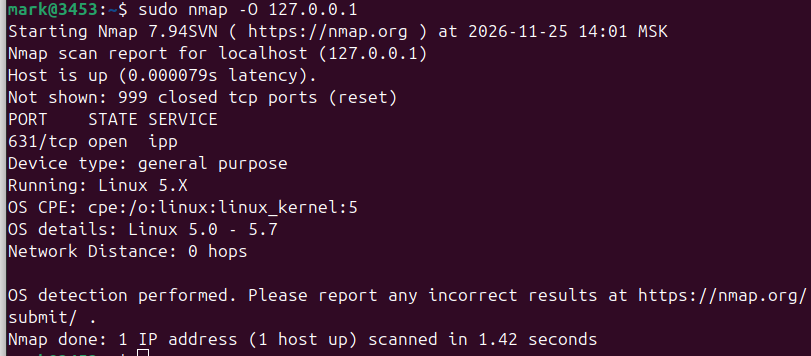 mark@3453:~$ sudo nmap -O 127.0.0.1
Starting Nmap 7.94SVN ( https://nmap.org ) at 2026-11-25 14:01 MSK
Nmap scan report for localhost (127.0.0.1)
Host is up (0.000079s latency).
Not shown: 999 closed tcp ports (reset)
PORT    STATE SERVICE
631/tcp open  ipp
Device type: general purpose
Running: Linux 5.X
OS CPE: cpe:/o:linux:linux_kernel:5
OS details: Linux 5.0 - 5.7
Network Distance: 0 hops

OS detection performed. Please report any incorrect results at https://nmap.org/
submit/ .
Nmap done: 1 IP address (1 host up) scanned in 1.42 seconds